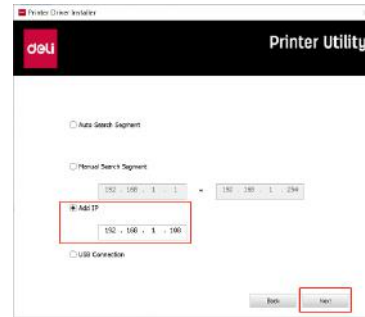 Printer Driver Installer
deli
Printer Utility
Auto Search Segment
Manual Search Segment
192 . 168 . 1 . 1 - 192 . 168 . 1 . 254
Add IP
192 . 168 . 1 . 100
USB Connection
Back Next